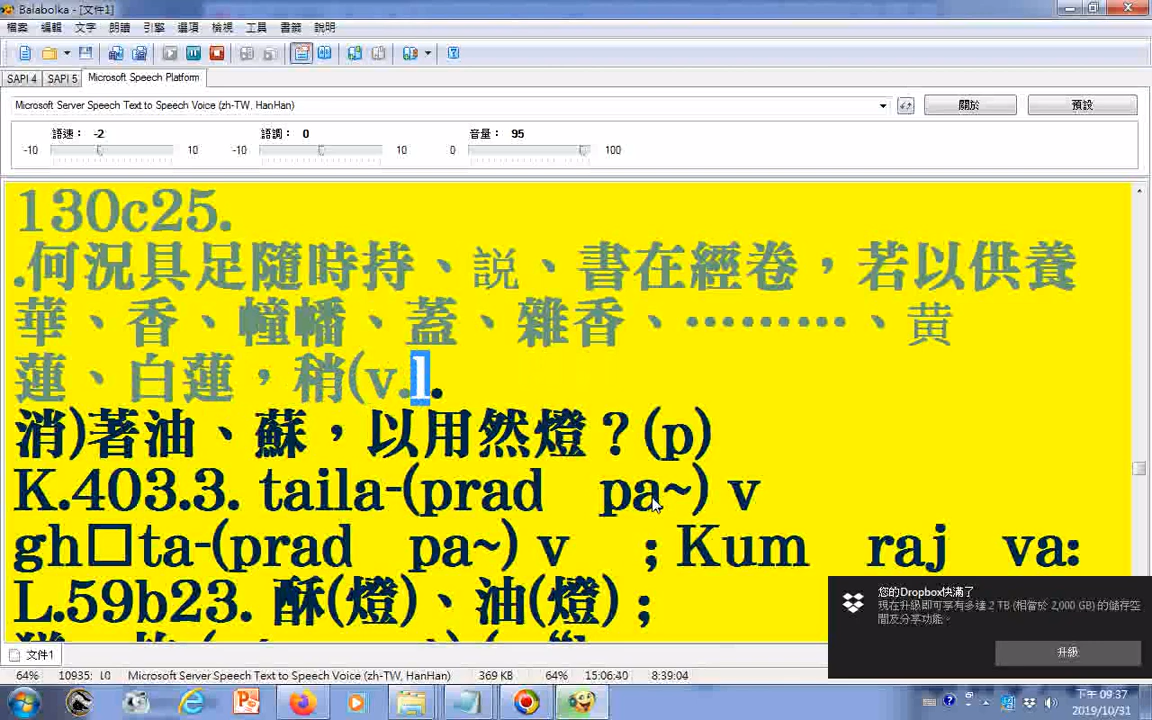 Balabolka - [文件1]
檔案 編輯 文字 朗讀 引擎 選項 檢視 工具 書籤 說明
SAPI 4 SAPI 5 Microsoft Speech Platform
Microsoft Server Speech Text to Speech Voice (zh-TW, HanHan) 關於 預設
語速： -2 語調： 0 音量： 95
-10 10 -10 10 0 100
130c25.
.何況具足隨時持、説、書在經卷，若以供養
華、香、幢幡、蓋、雜香、‧‧‧‧‧‧‧‧‧、黄
蓮、白蓮，稍(v.l.
消)著油、蘇，以用然燈？(p)
K.403.3. taila-(prad pa~) v
gh□ta-(prad pa~) v ; Kum raj va:
L.59b23. 酥(燈)、油(燈)；
您的Dropbox快滿了
現在升級即可享有多達 2 TB (相當於 2,000 GB) 的儲存空
間及分享功能。
升級
文件1
64% 10935: 10 Microsoft Server Speech Text to Speech Voice (zh-TW, HanHan) 369 KB 64% 15:06:40 8:39:04
下午 09:37
2019/10/31